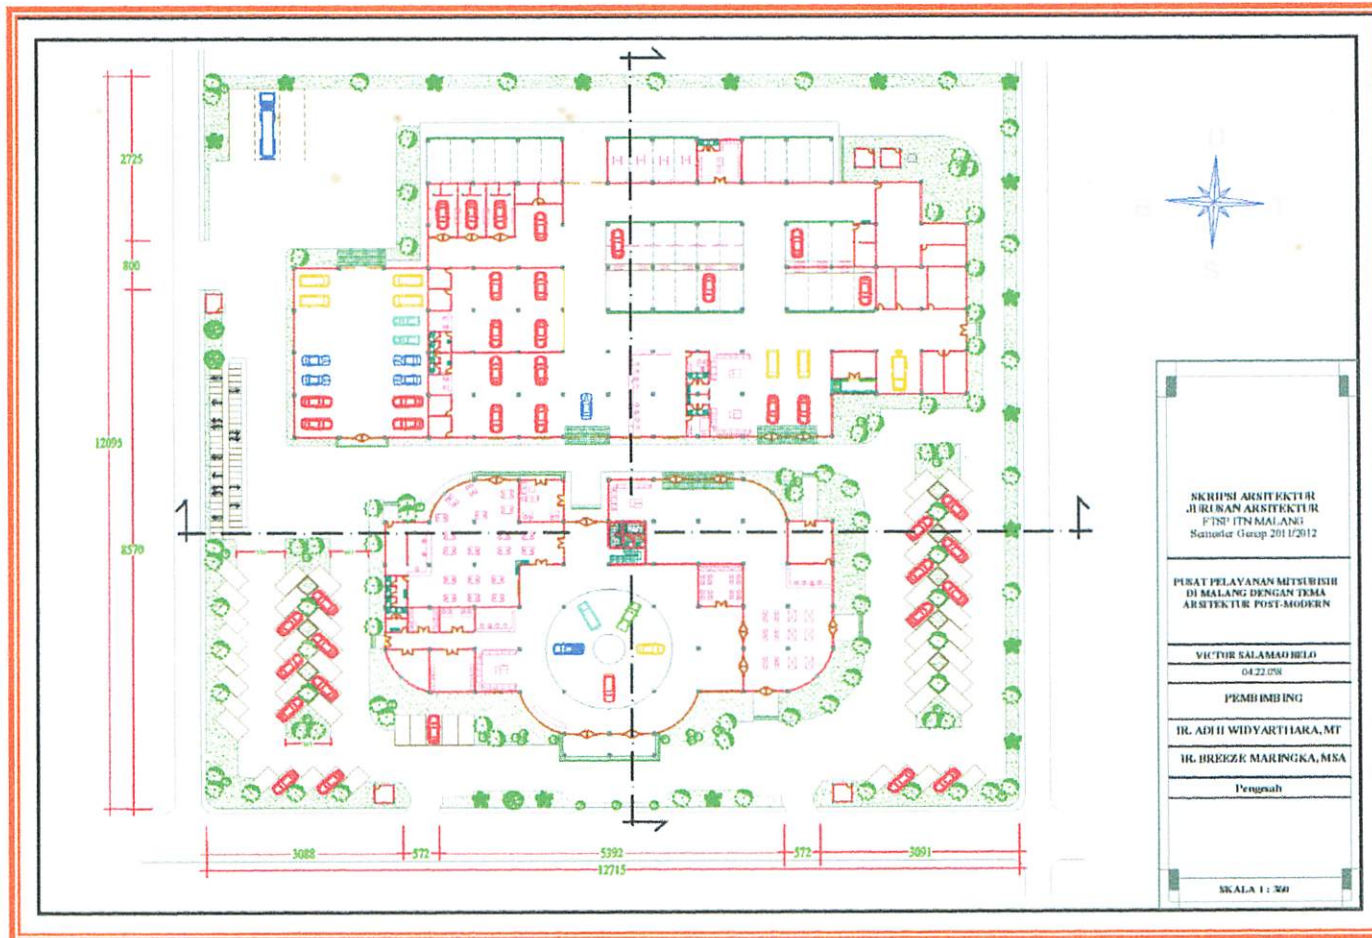 2725
800
12095
8570
3088
572
5392
572
3091
12715
U
B
T
S
SKRIPSI ARSITEKTUR
JURUSAN ARSITEKTUR
FTSP ITN MALANG
Semester Genap 2011/2012
PUSAT PELAYANAN MITSUBISHI
DI MALANG DENGAN TEMA
ARSITEKTUR POST-MODERN
VICTOR SALAMAO BELO
04.22.058
PEMBIMBING
IR. ADHI WIDYARTHARA, MT
IR. BREEZE MARINGKA, MSA
Pengesah
SKALA 1 : 360